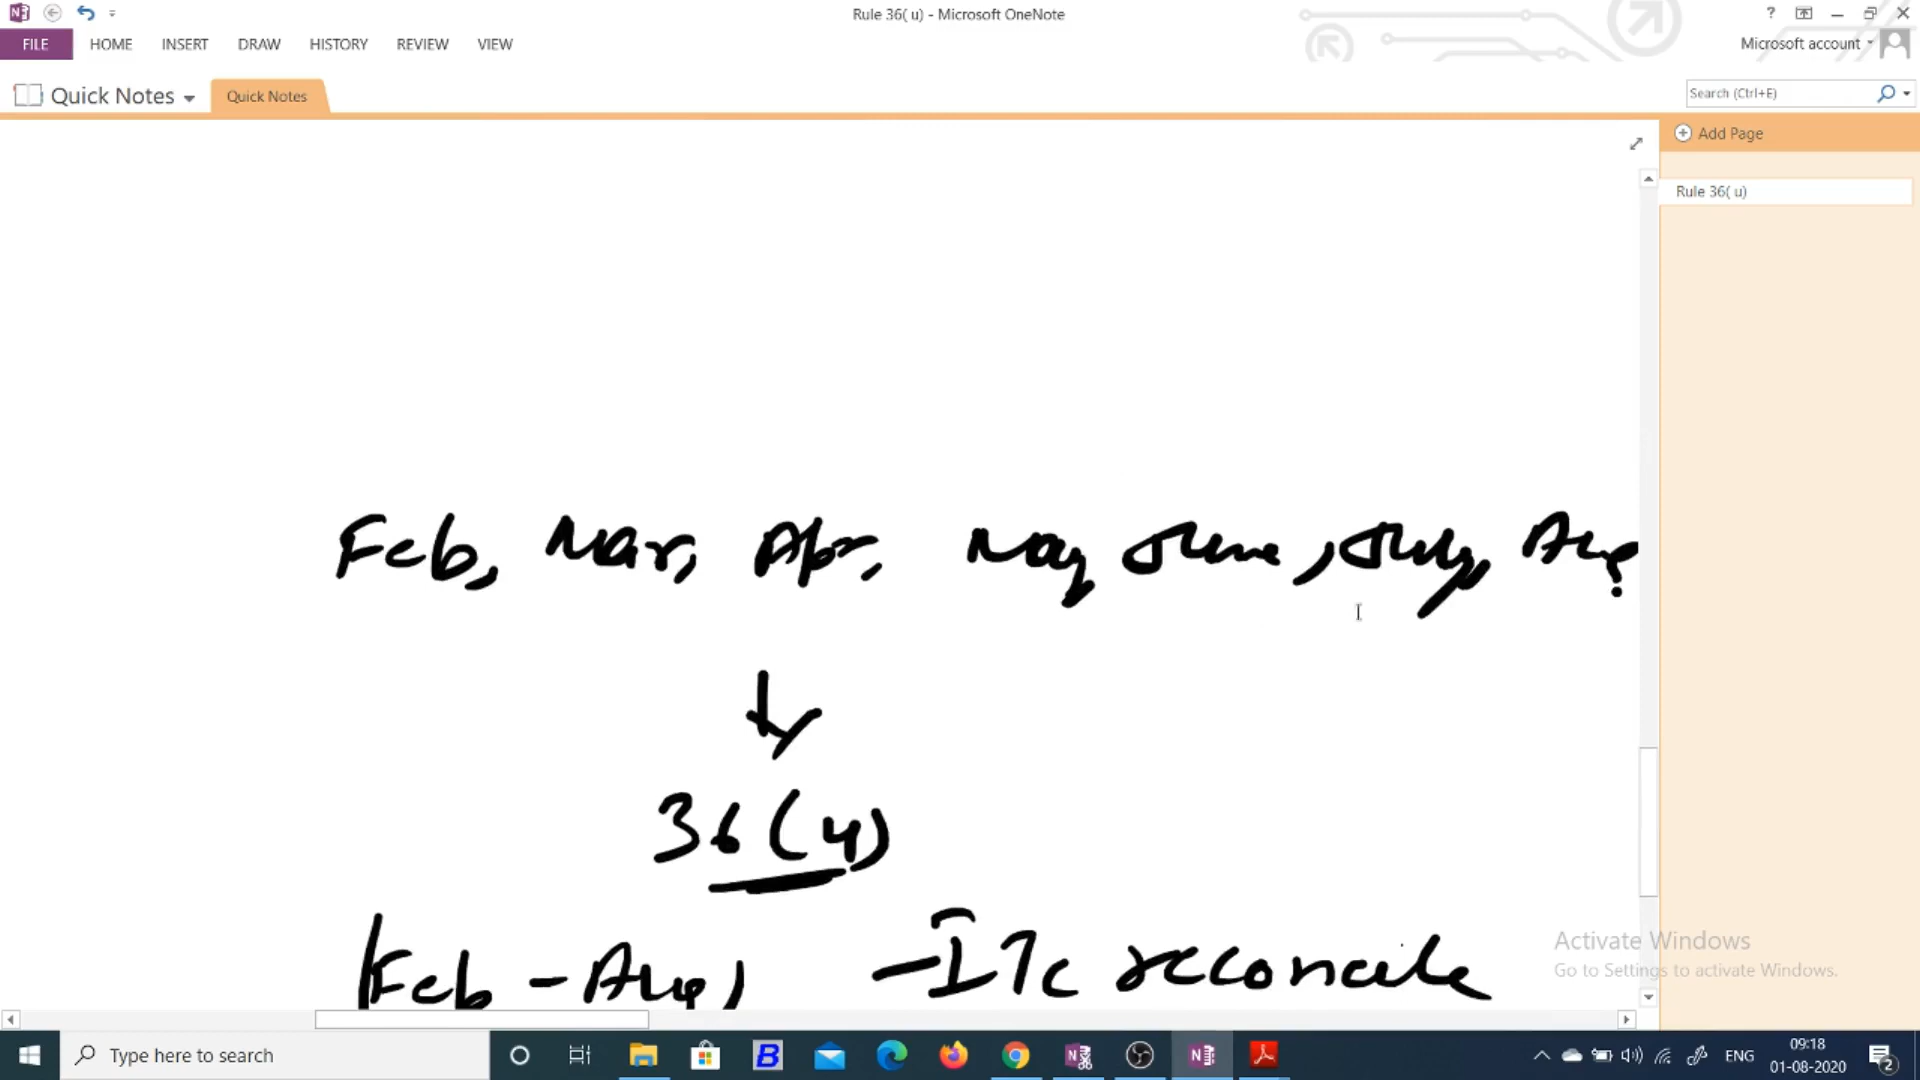 Rule 36( u) - Microsoft OneNote
FILE HOME INSERT DRAW HISTORY REVIEW VIEW
Microsoft account
Quick Notes
Quick Notes
Search (Ctrl+E)
Add Page
Rule 36( u)
Feb, Mar, Apr, May June, July, Aug
36(4)
Feb - Aug, - ITC reconcile
Activate Windows
Go to Settings to activate Windows.
Type here to search
ENG
09:18
01-08-2020
2